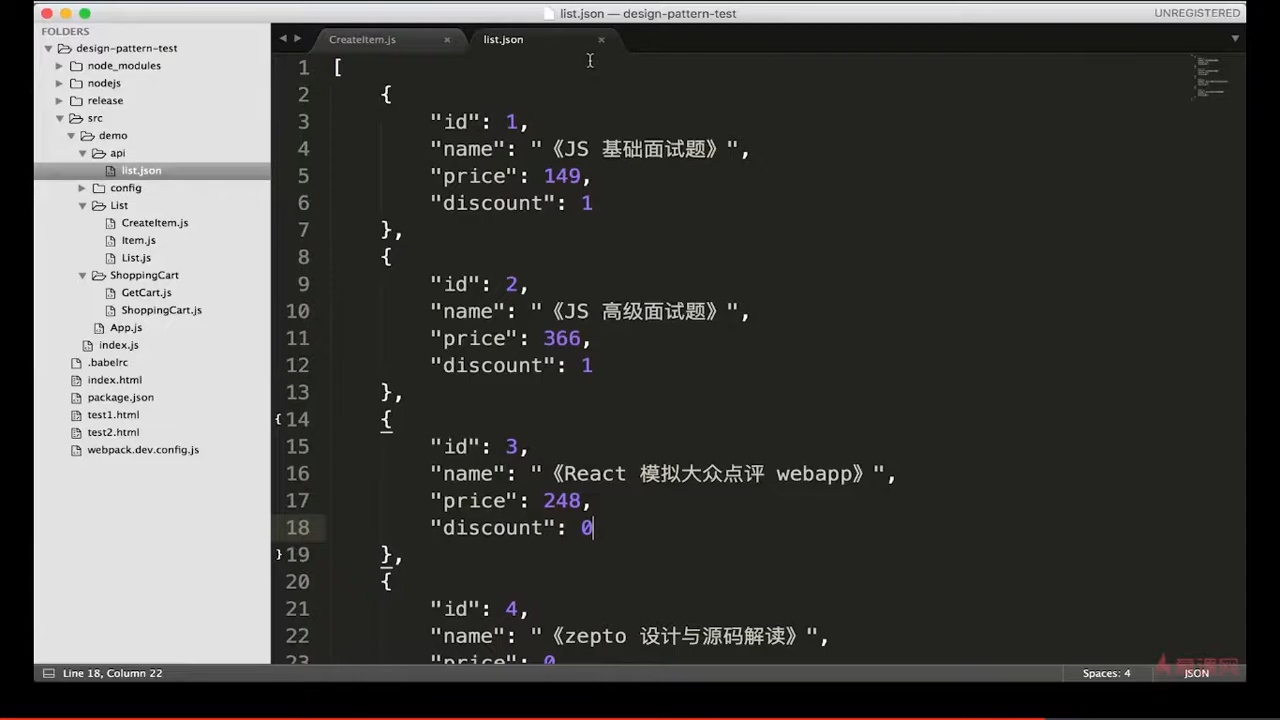 list.json — design-pattern-test
UNREGISTERED
FOLDERS
design-pattern-test
node_modules
nodejs
release
src
demo
api
list.json
config
List
CreateItem.js
Item.js
List.js
ShoppingCart
GetCart.js
ShoppingCart.js
App.js
index.js
.babelrc
index.html
package.json
test1.html
test2.html
webpack.dev.config.js
CreateItem.js
list.json
1 [
2 {
3 "id": 1,
4 "name": "《JS 基础面试题》",
5 "price": 149,
6 "discount": 1
7 },
8 {
9 "id": 2,
10 "name": "《JS 高级面试题》",
11 "price": 366,
12 "discount": 1
13 },
14 {
15 "id": 3,
16 "name": "《React 模拟大众点评 webapp》",
17 "price": 248,
18 "discount": 0
19 },
20 {
21 "id": 4,
22 "name": "《zepto 设计与源码解读》",
23 "price": 0
Line 18, Column 22
Spaces: 4
JSON